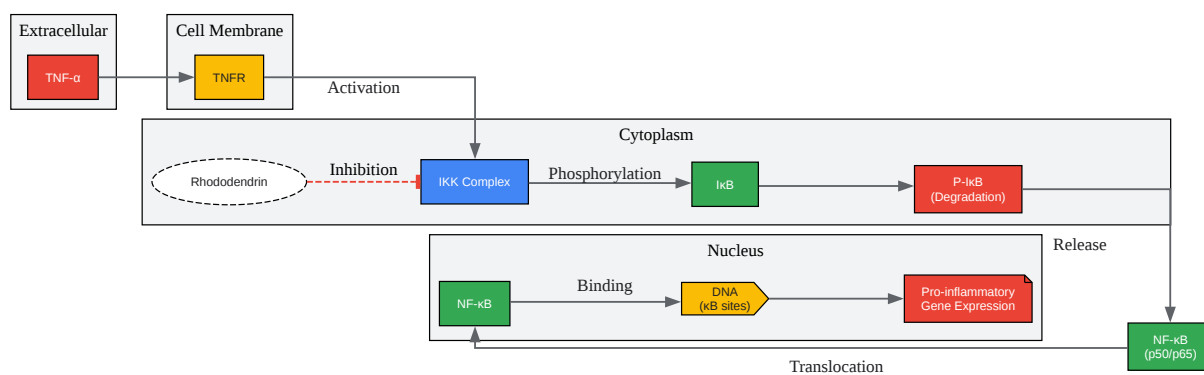 Extracellular
Cell Membrane
TNF-α
TNFR
Activation
Cytoplasm
Rhododendrin
Inhibition
IKK Complex
Phosphorylation
IκB
P-IκB
(Degradation)
Release
Nucleus
NF-κB
Binding
DNA
(κB sites)
Pro-inflammatory
Gene Expression
NF-κB
(p50/p65)
Translocation